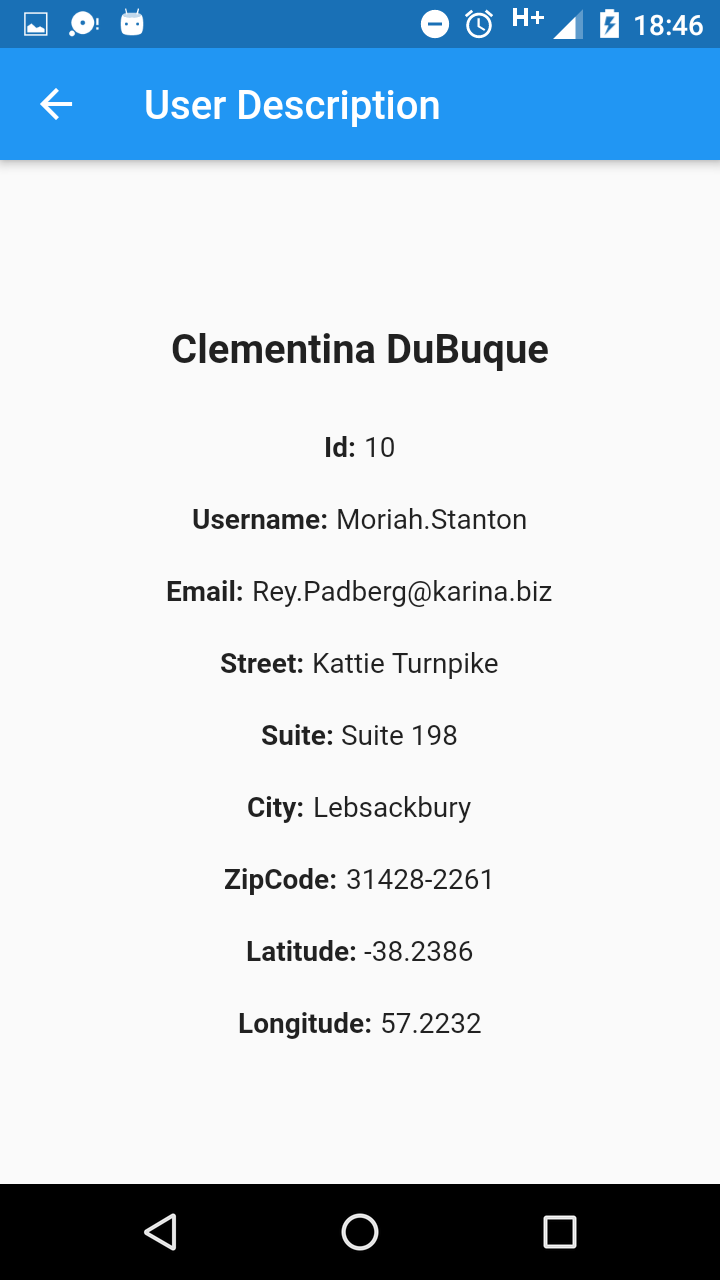 H+ 18:46
User Description
Clementina DuBuque
Id: 10
Username: Moriah.Stanton
Email: Rey.Padberg@karina.biz
Street: Kattie Turnpike
Suite: Suite 198
City: Lebsackbury
ZipCode: 31428-2261
Latitude: -38.2386
Longitude: 57.2232